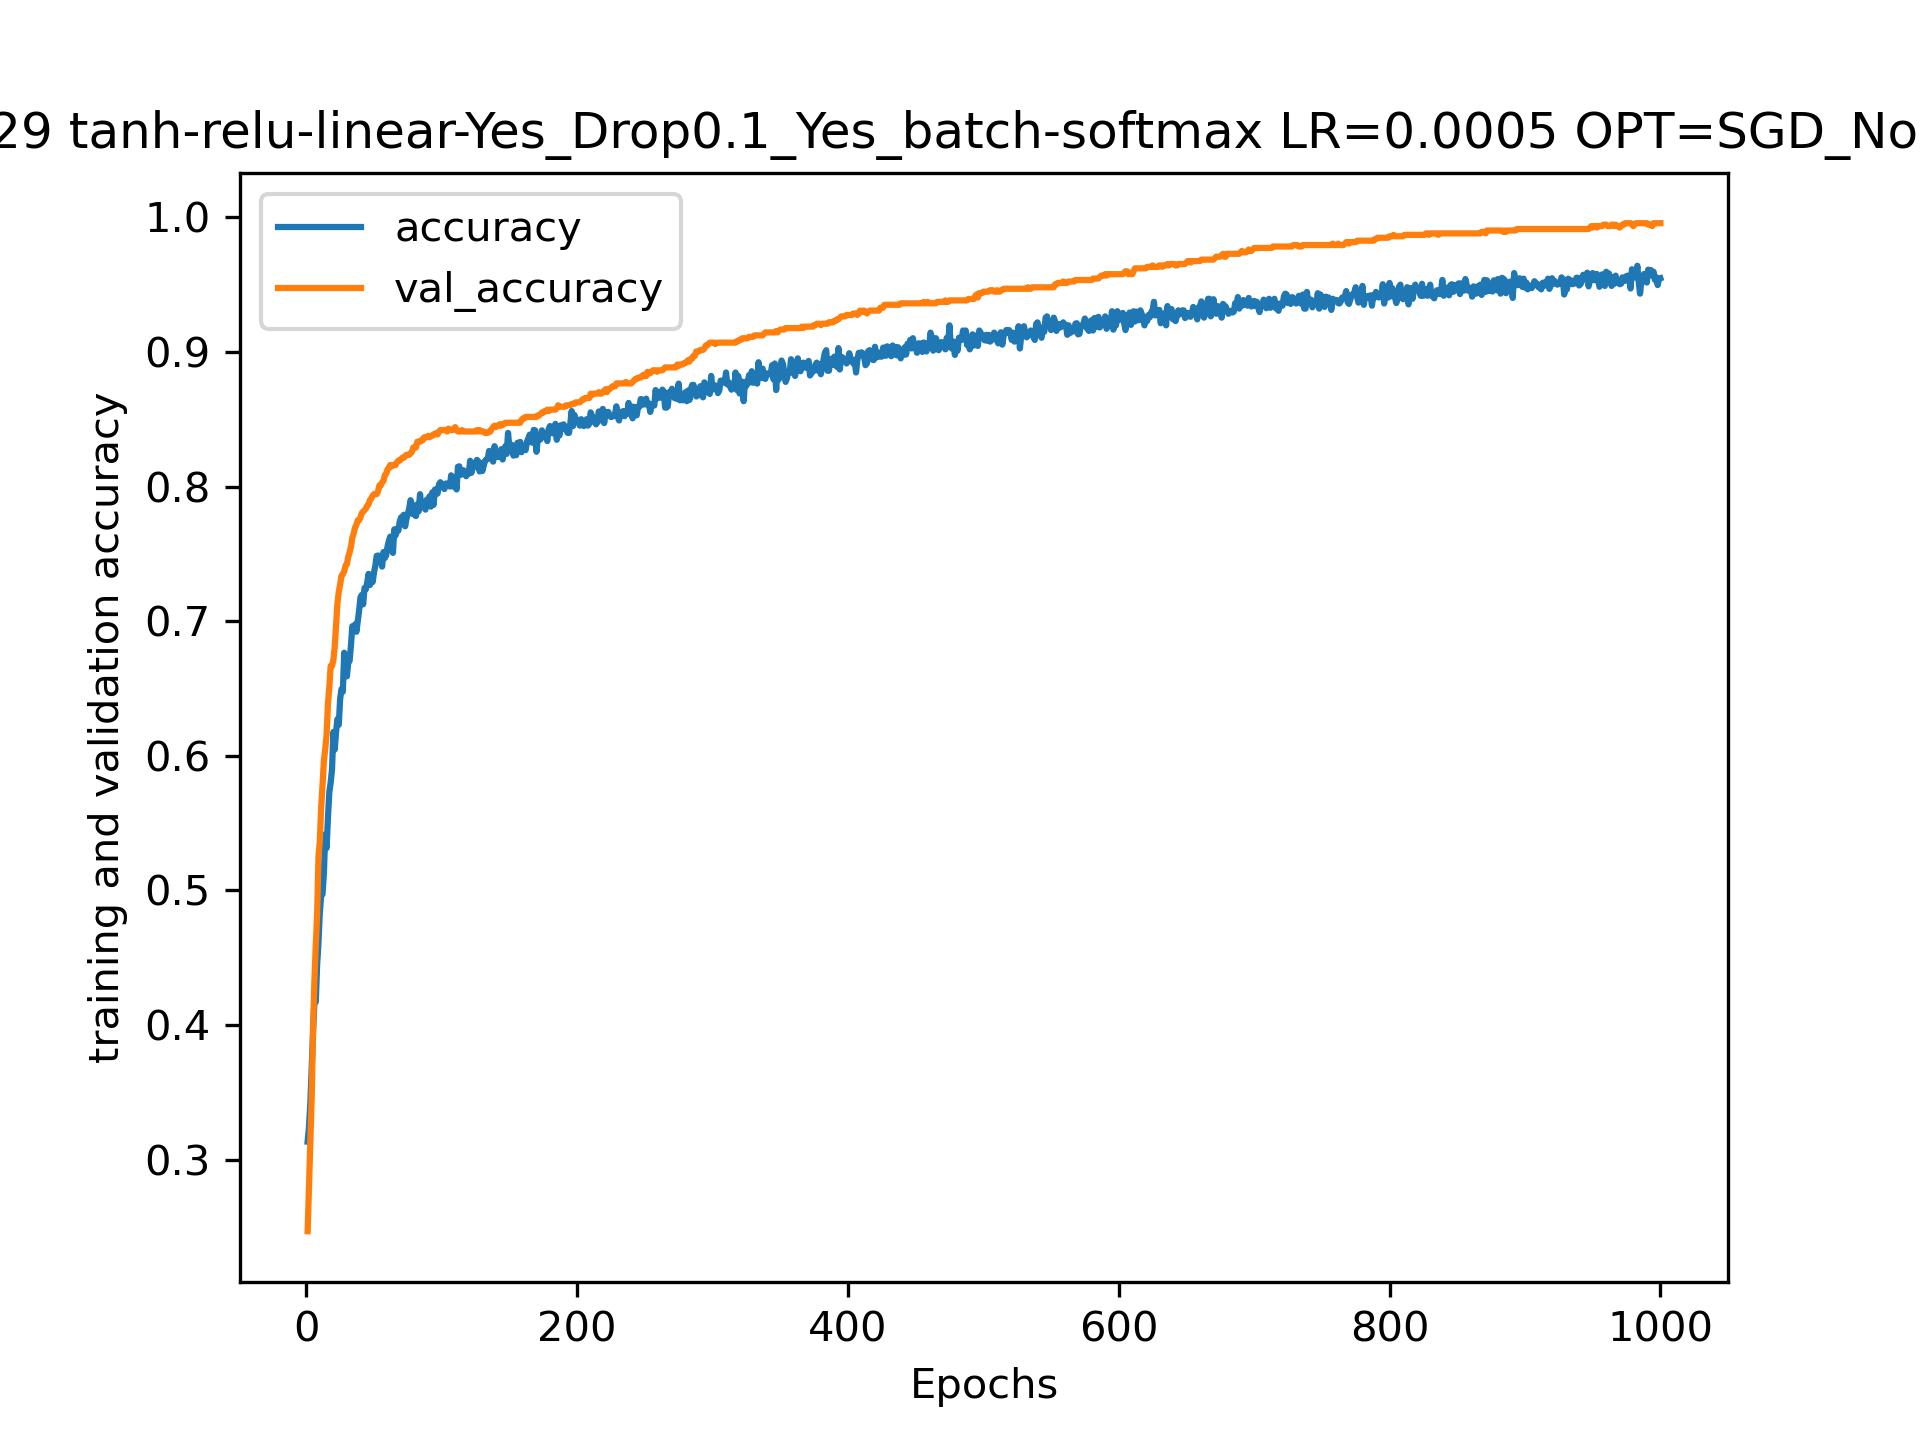 29 tanh-relu-linear-Yes_Drop0.1_Yes_batch-softmax LR=0.0005 OPT=SGD_No
accuracy
val_accuracy
training and validation accuracy
1.0
0.9
0.8
0.7
0.6
0.5
0.4
0.3
0 200 400 600 800 1000
Epochs